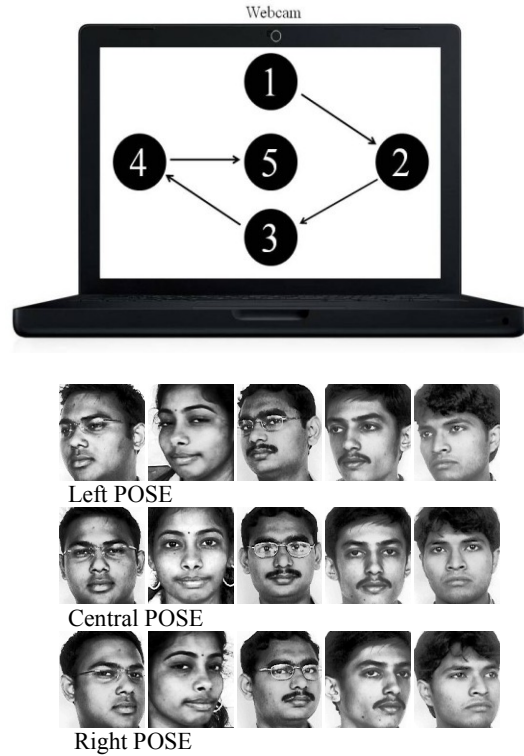 Webcam
1
4 5 2
3
Left POSE
Central POSE
Right POSE